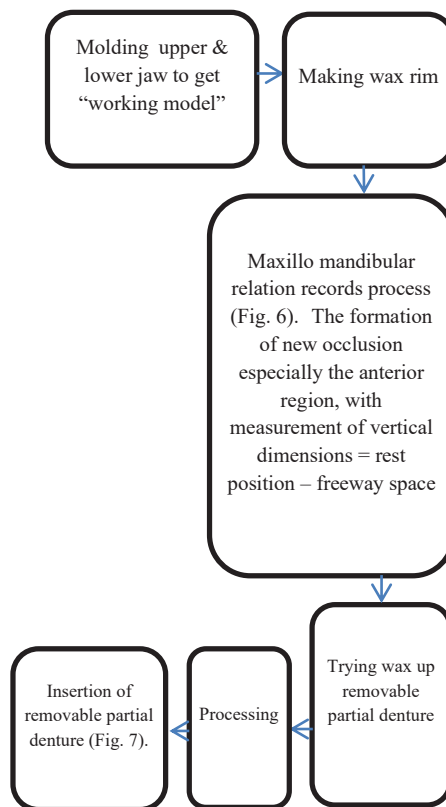 Molding upper &
lower jaw to get
“working model”
Making wax rim
Maxillo mandibular
relation records process
(Fig. 6). The formation
of new occlusion
especially the anterior
region, with
measurement of vertical
dimensions = rest
position – freeway space
Trying wax up
removable
partial denture
Processing
Insertion of
removable partial
denture (Fig. 7).